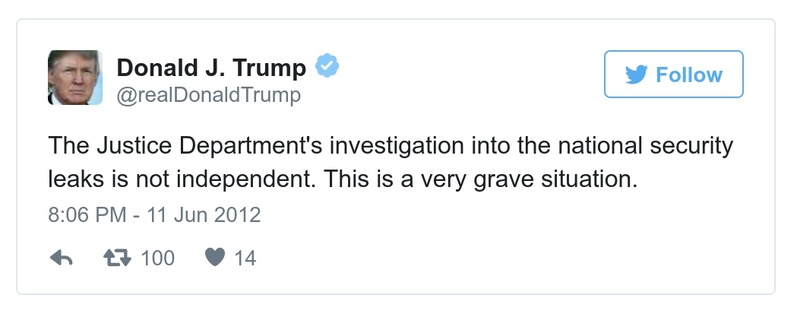 Donald J. Trump
@realDonaldTrump
Follow
The Justice Department's investigation into the national security
leaks is not independent. This is a very grave situation.
8:06 PM - 11 Jun 2012
100 14